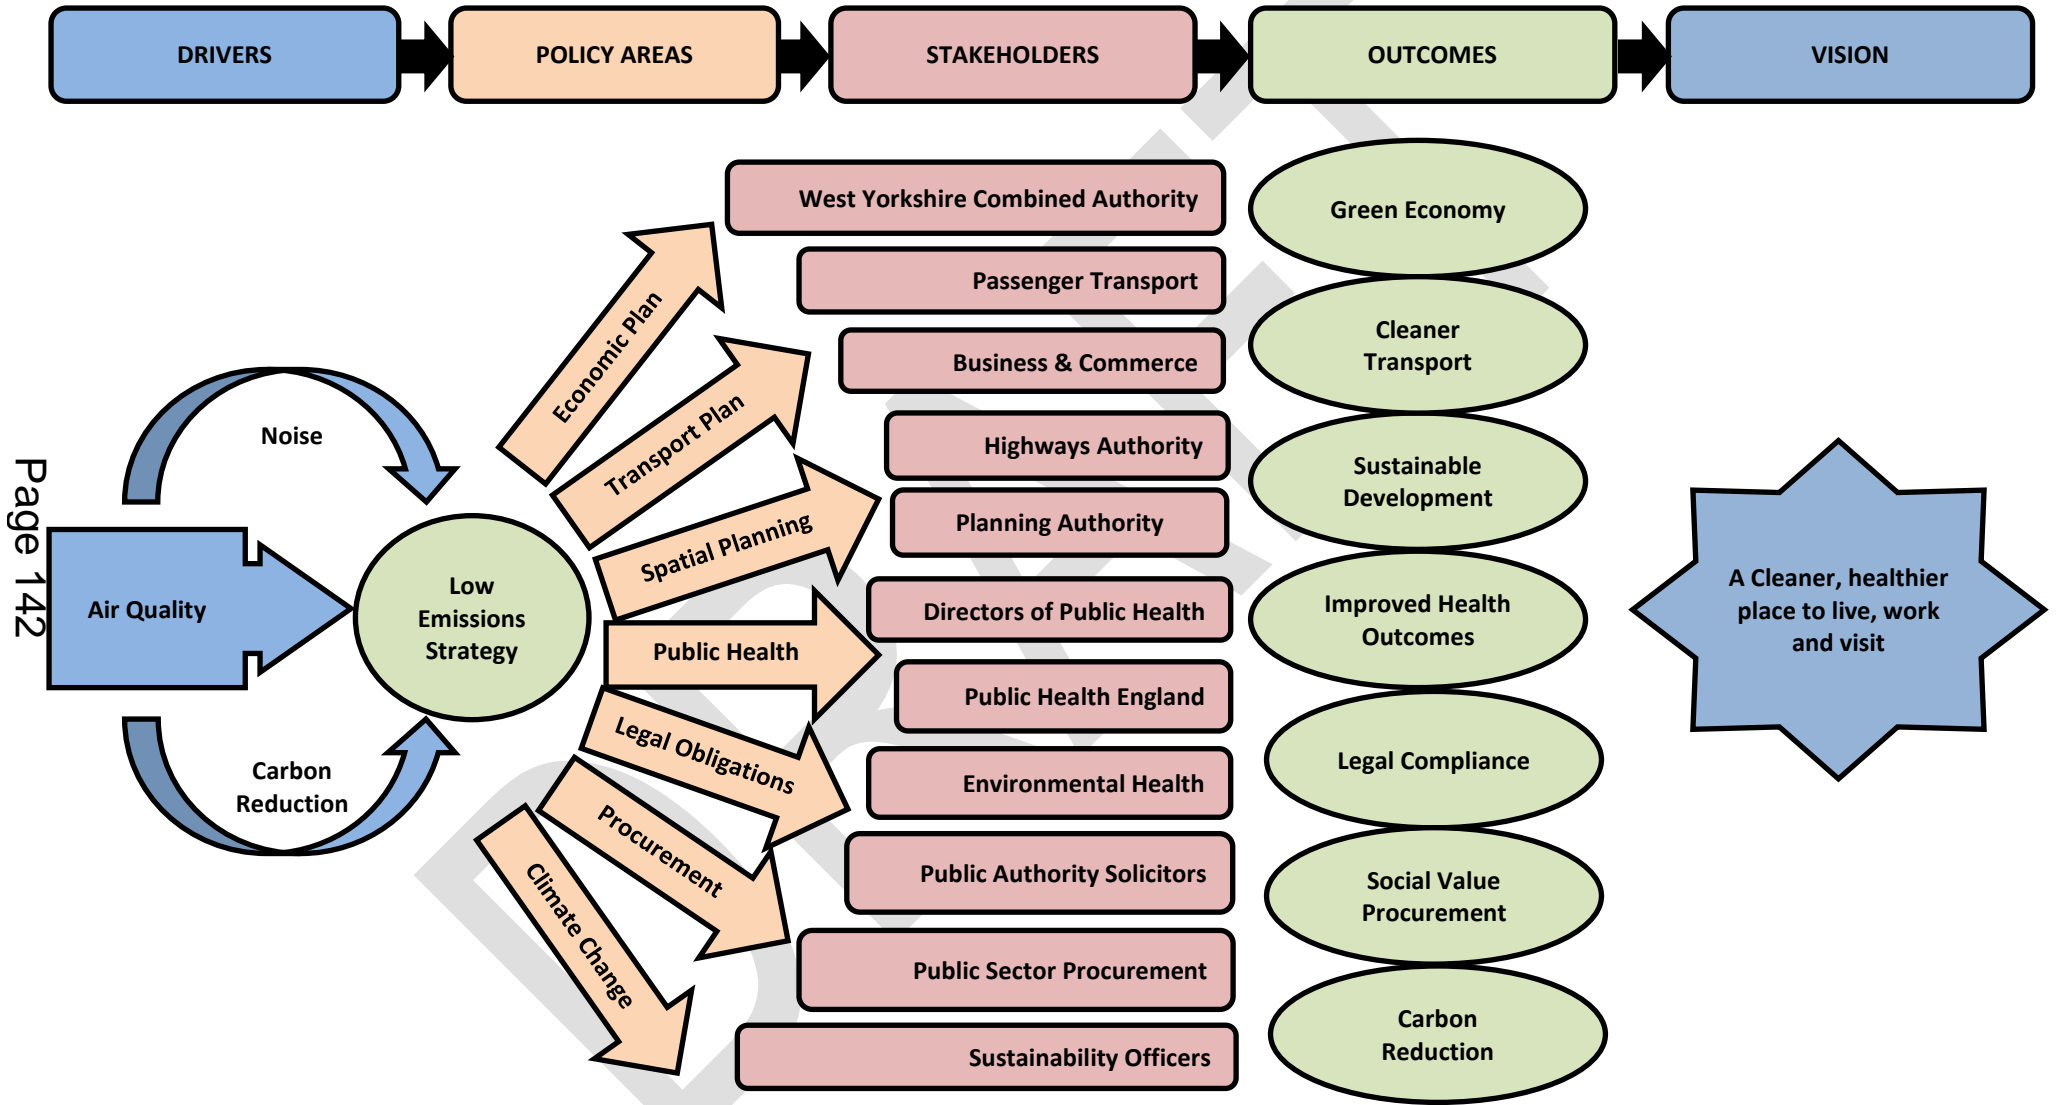 DRIVERS
POLICY AREAS
STAKEHOLDERS
OUTCOMES
VISION
Page 142
Noise
Air Quality
Carbon
Reduction
Low
Emissions
Strategy
Economic Plan
Transport Plan
Spatial Planning
Public Health
Legal Obligations
Procurement
Climate Change
West Yorkshire Combined Authority
Passenger Transport
Business & Commerce
Highways Authority
Planning Authority
Directors of Public Health
Public Health England
Environmental Health
Public Authority Solicitors
Public Sector Procurement
Sustainability Officers
Green Economy
Cleaner
Transport
Sustainable
Development
Improved Health
Outcomes
Legal Compliance
Social Value
Procurement
Carbon
Reduction
A Cleaner, healthier
place to live, work
and visit
DRAFT